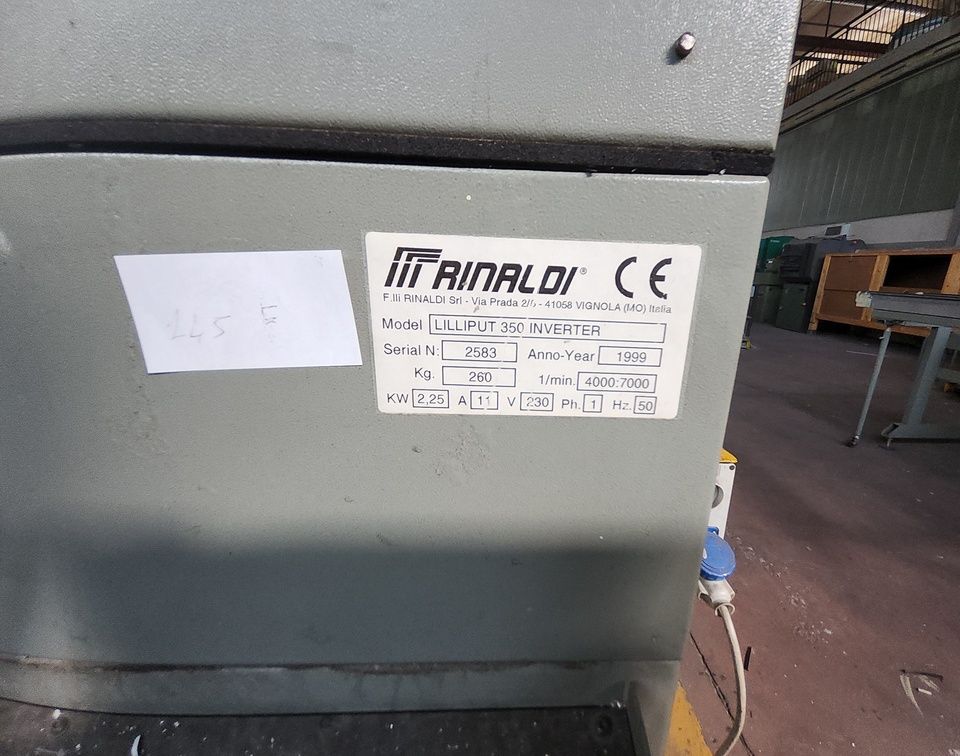 RINALDI® CE
F.lli RINALDI Srl - Via Prada 2/ - 41058 VIGNOLA (MO) Italia
Model LILLIPUT 350 INVERTER
Serial N: 2583 Anno-Year 1999
Kg. 260 1/min. 4000:7000
KW 2,25 A 11 V 230 Ph. 1 Hz. 50